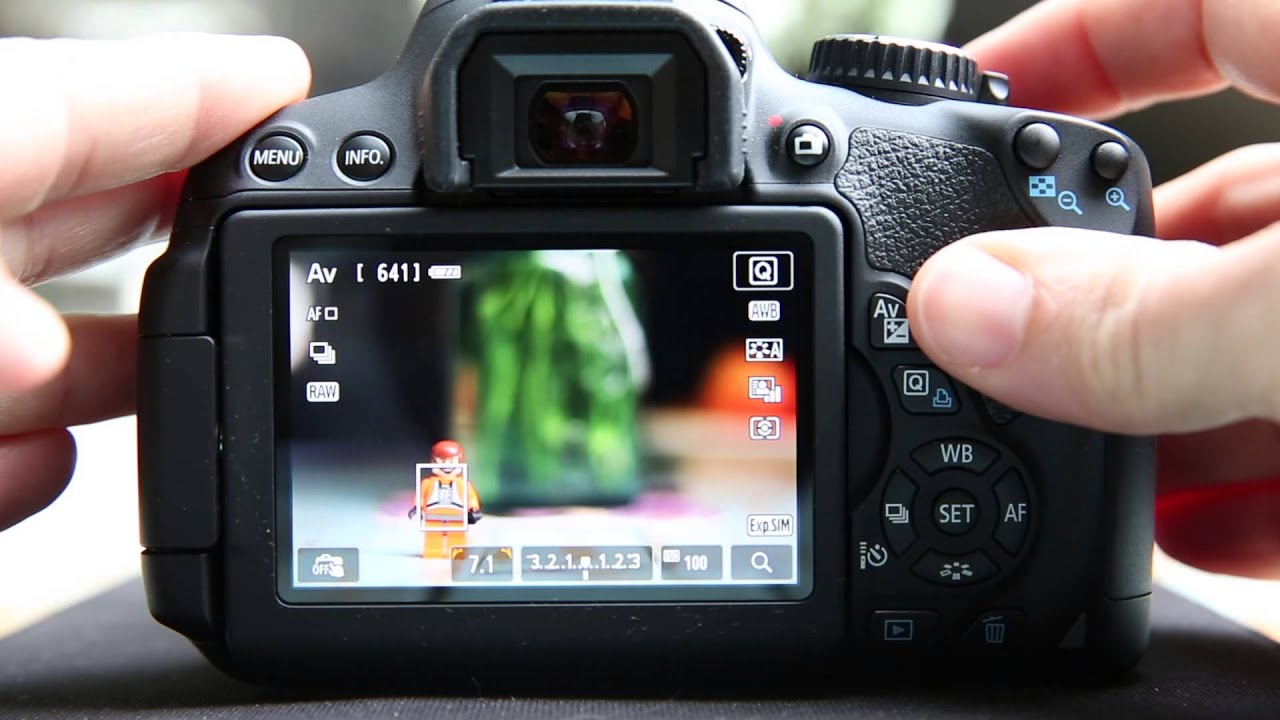 MENU
INFO.
Av [ 641]
Q
AF
AWB
A
RAW
Av
Q
WB
SET
AF
Exp.SIM
OFF
7.1
-3..2..1..0..1..2..3
ISO 100